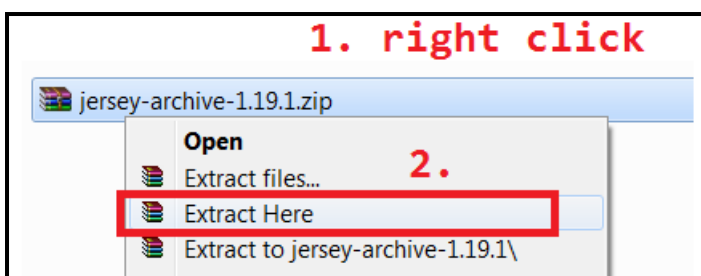 1. right click
jersey-archive-1.19.1.zip
Open
2.
Extract files...
Extract Here
Extract to jersey-archive-1.19.1\